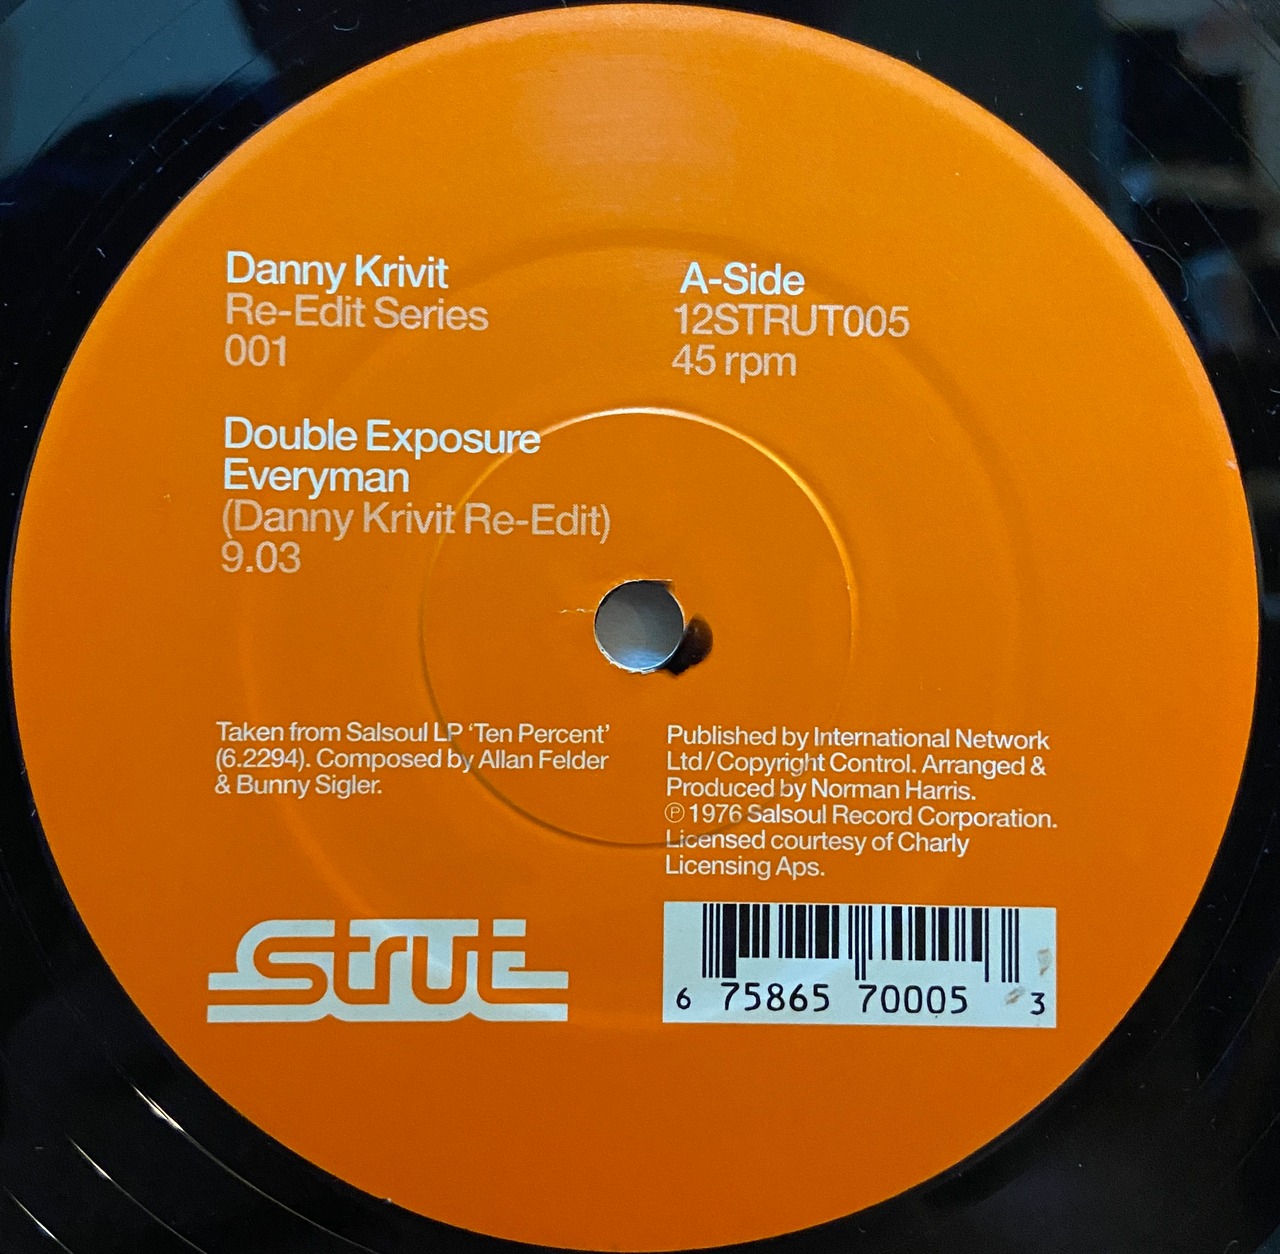 Danny Krivit
Re-Edit Series
001
A-Side
12STRUT005
45 rpm
Double Exposure
Everyman
(Danny Krivit Re-Edit)
9.03
Taken from Salsoul LP ‘Ten Percent’
(6.2294). Composed by Allan Felder
& Bunny Sigler.
Published by International Network
Ltd/Copyright Control. Arranged &
Produced by Norman Harris.
℗ 1976 Salsoul Record Corporation.
Licensed courtesy of Charly
Licensing Aps.
Strut
6 75865 70005 3